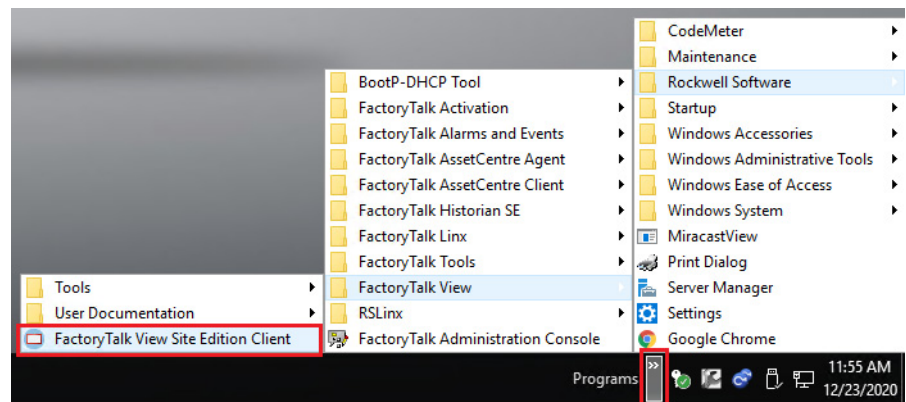 CodeMeter
Maintenance
Rockwell Software
Startup
Windows Accessories
Windows Administrative Tools
Windows Ease of Access
Windows System
MiracastView
Print Dialog
Server Manager
Settings
Google Chrome
BootP-DHCP Tool
FactoryTalk Activation
FactoryTalk Alarms and Events
FactoryTalk AssetCentre Agent
FactoryTalk AssetCentre Client
FactoryTalk Historian SE
FactoryTalk Linx
FactoryTalk Tools
FactoryTalk View
RSLinx
FactoryTalk Administration Console
Tools
User Documentation
FactoryTalk View Site Edition Client
Programs
11:55 AM
12/23/2020